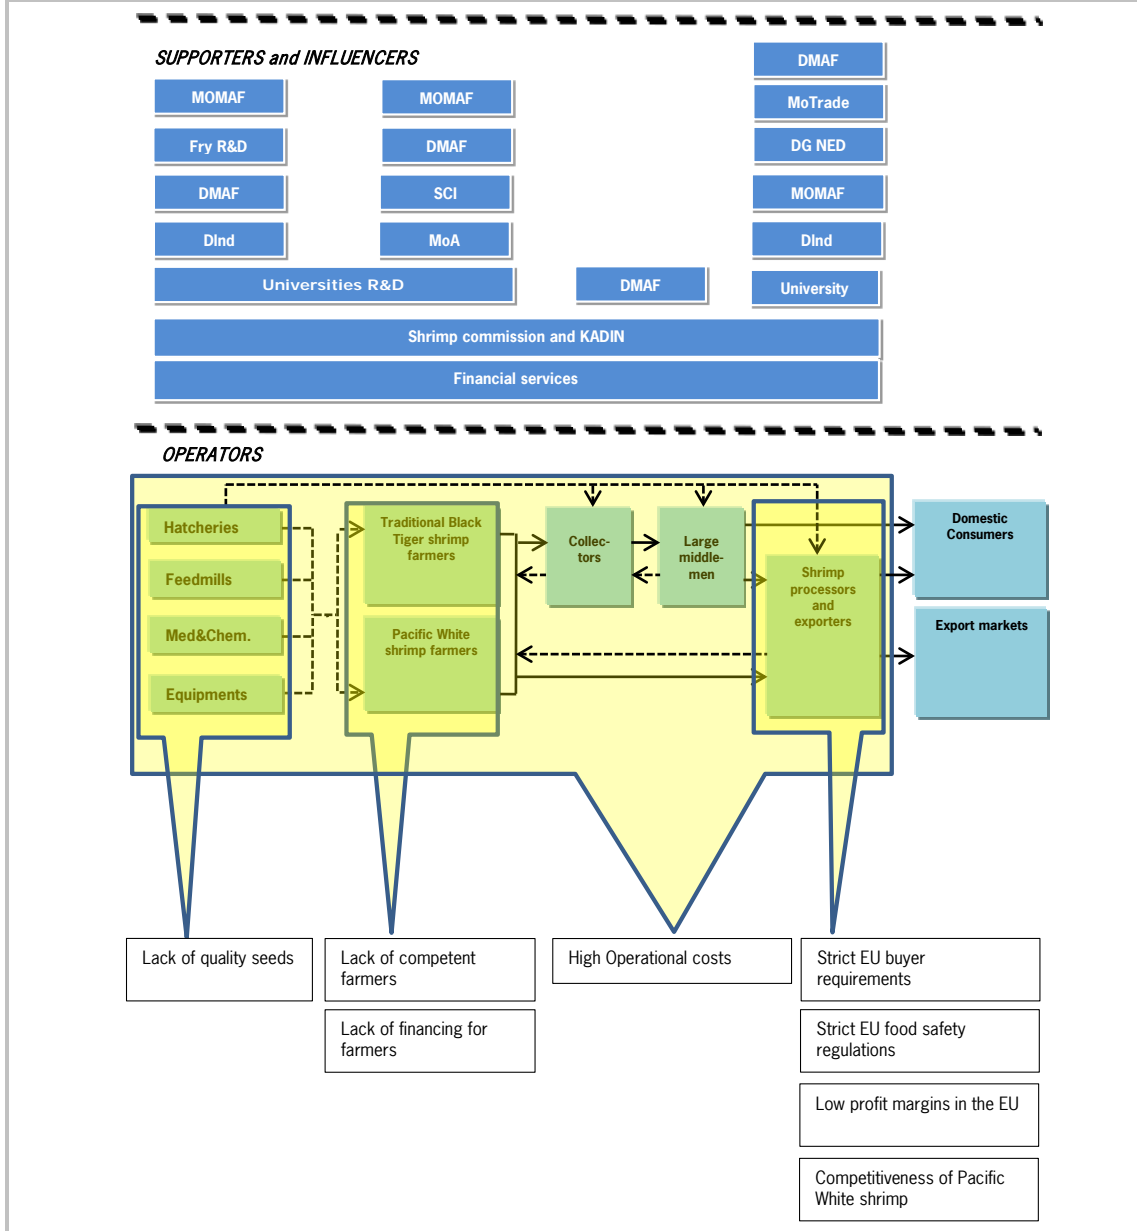 SUPPORTERS and INFLUENCERS
MOMAF
Fry R&D
DMAF
DInd
MOMAF
DMAF
SCI
MoA
Universities R&D
DMAF
DMAF
MoTrade
DG NED
MOMAF
DInd
University
Shrimp commission and KADIN
Financial services
OPERATORS
Hatcheries
Feedmills
Med&Chem.
Equipments
Traditional Black
Tiger shrimp
farmers
Pacific White
shrimp farmers
Collec-
tors
Large
middle-
men
Shrimp
processors
and
exporters
Domestic
Consumers
Export markets
Lack of quality seeds
Lack of competent
farmers
Lack of financing for
farmers
High Operational costs
Strict EU buyer
requirements
Strict EU food safety
regulations
Low profit margins in the EU
Competitiveness of Pacific
White shrimp